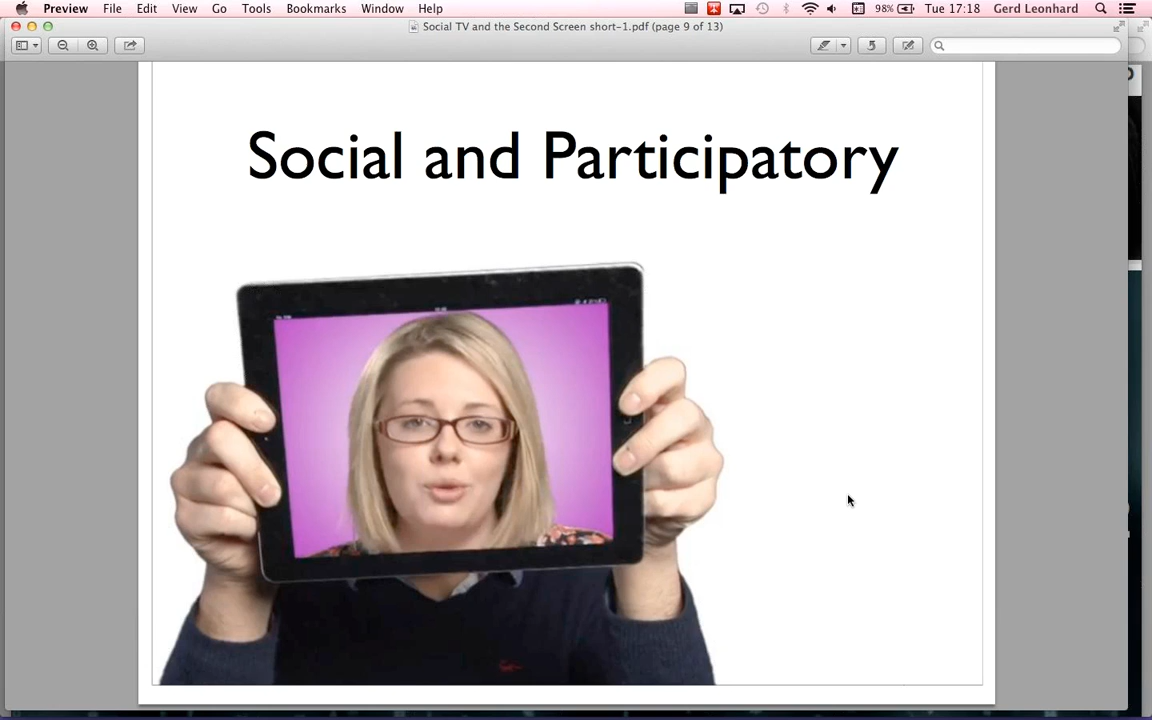 Preview File Edit View Go Tools Bookmarks Window Help 98% Tue 17:18 Gerd Leonhard
Social TV and the Second Screen short-1.pdf (page 9 of 13)
Social and Participatory